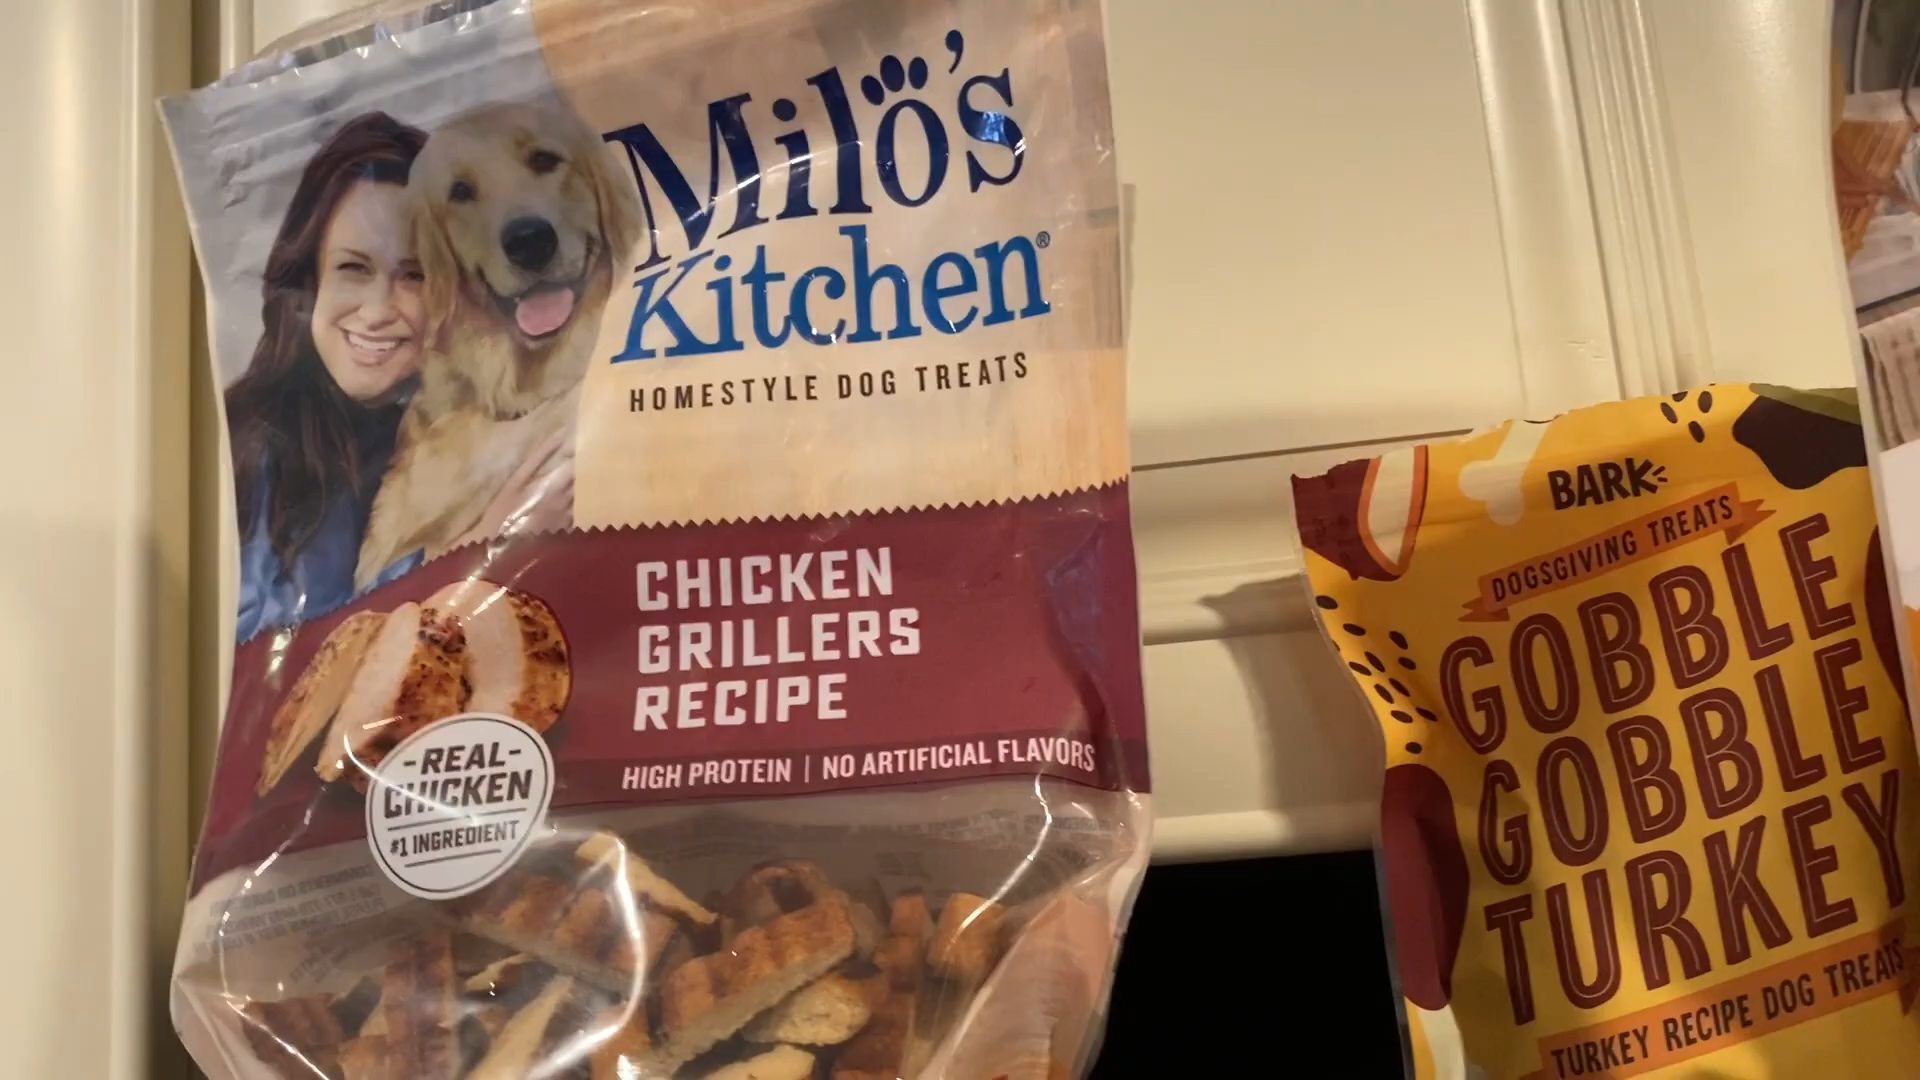 Milo's
Kitchen®
HOMESTYLE DOG TREATS
CHICKEN
GRILLERS
RECIPE
HIGH PROTEIN | NO ARTIFICIAL FLAVORS
-REAL-
CHICKEN
#1 INGREDIENT
BARK
DOGSGIVING TREATS
GOBBLE
GOBBLE
TURKEY
TURKEY RECIPE DOG TREATS